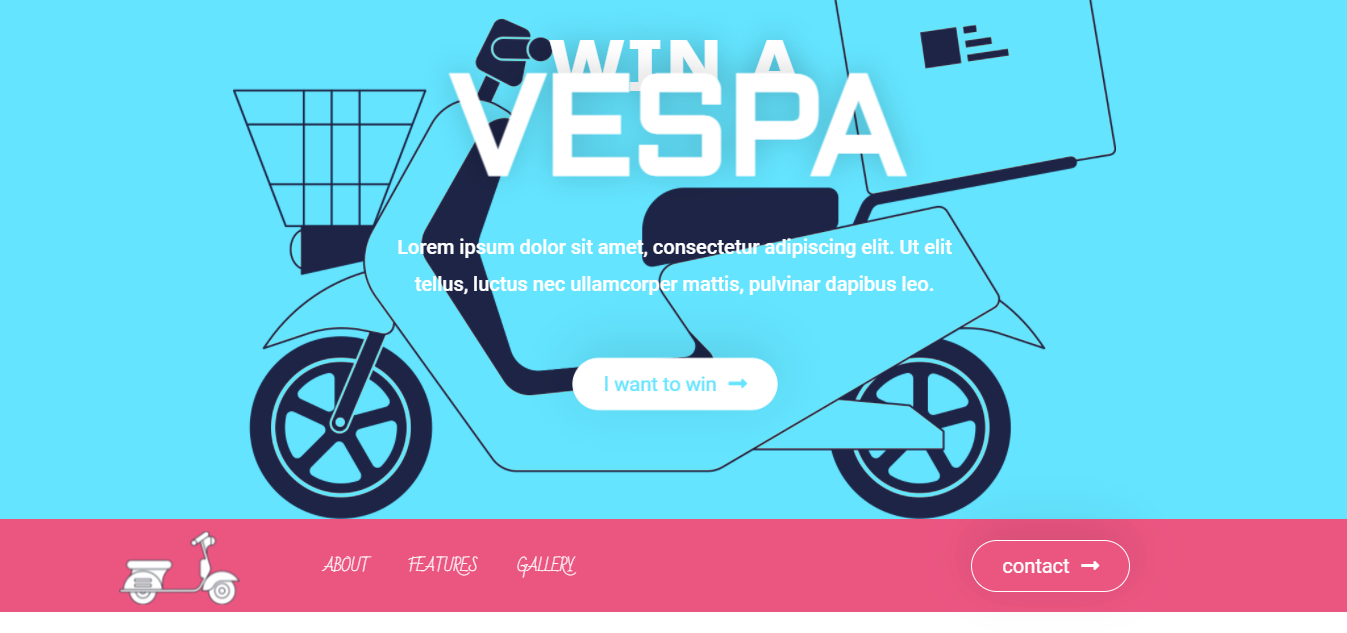 WIN A
VESPA
Lorem ipsum dolor sit amet, consectetur adipiscing elit. Ut elit
tellus, luctus nec ullamcorper mattis, pulvinar dapibus leo.
I want to win
ABOUT FEATURES GALLERY contact